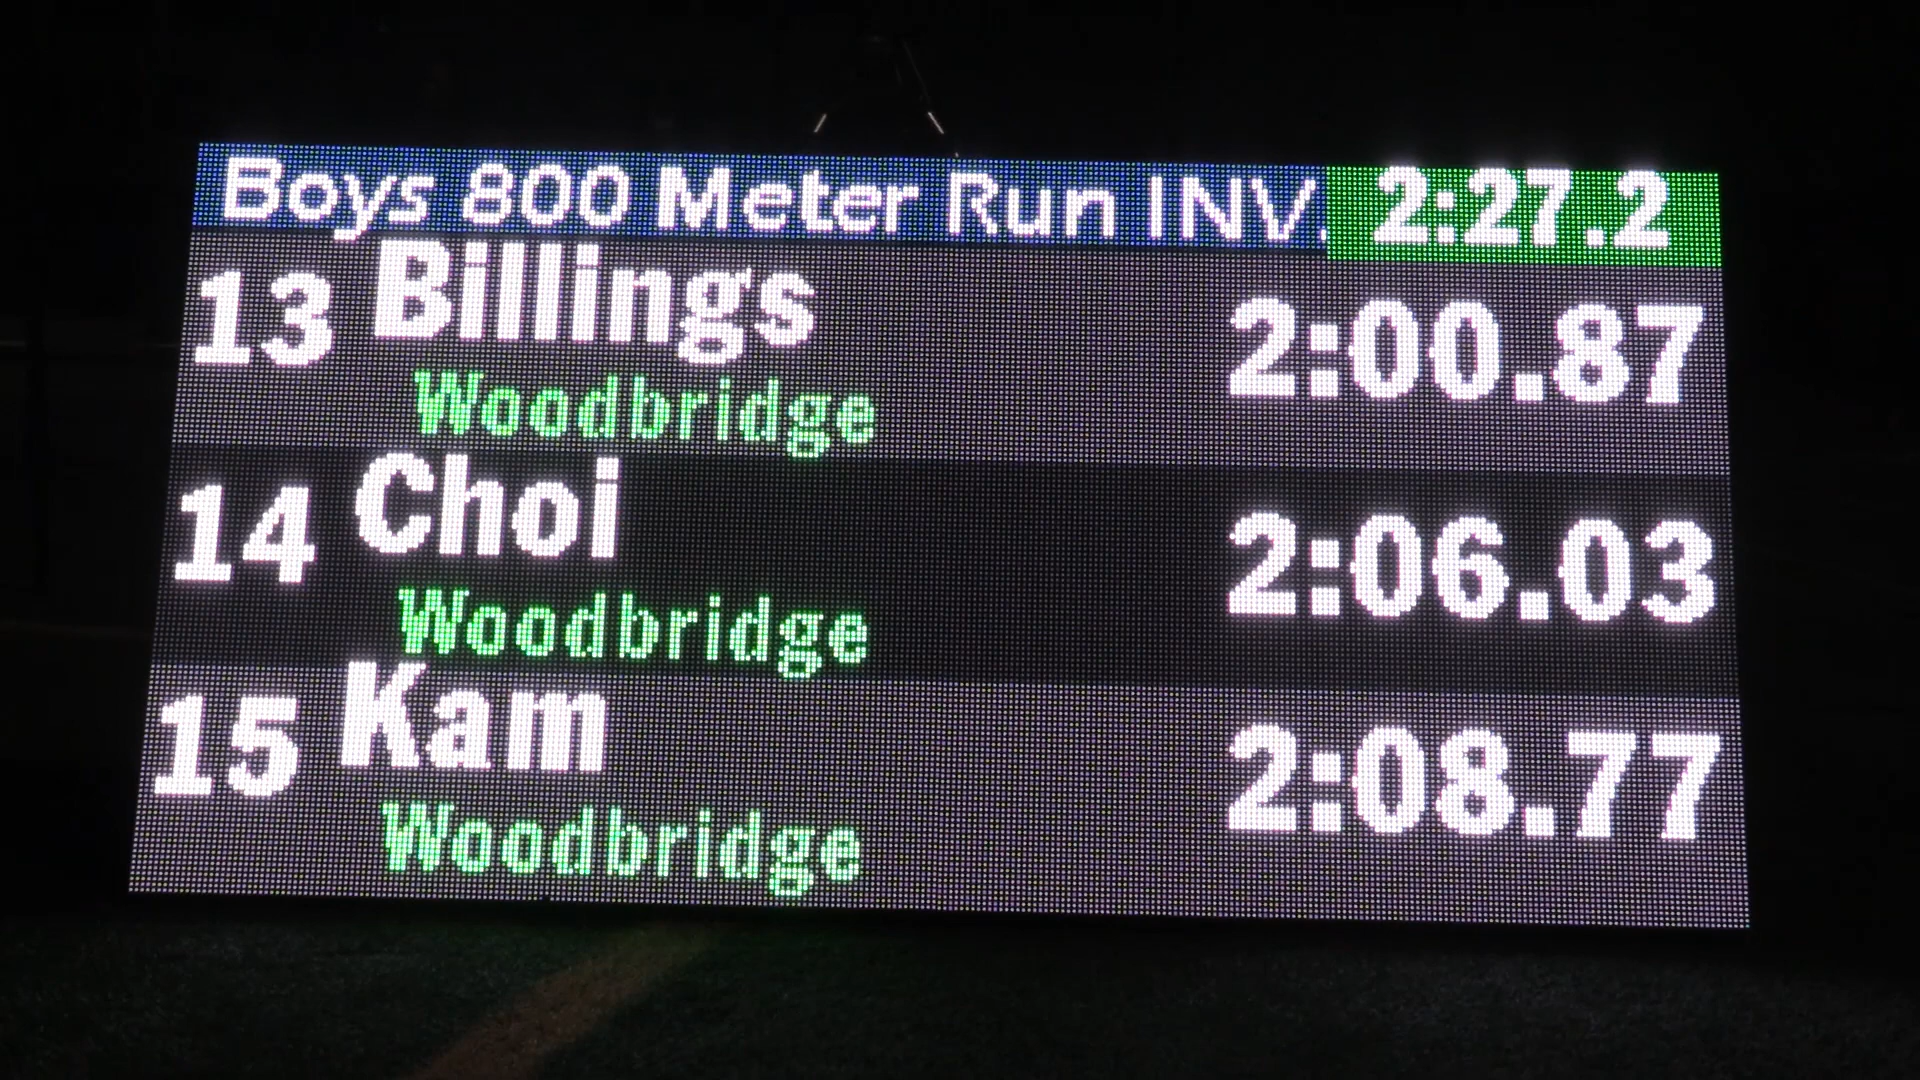 Boys 800 Meter Run INV. 2:27.2
13 Billings 2:00.87
Woodbridge
14 Choi 2:06.03
Woodbridge
15 Kam 2:08.77
Woodbridge